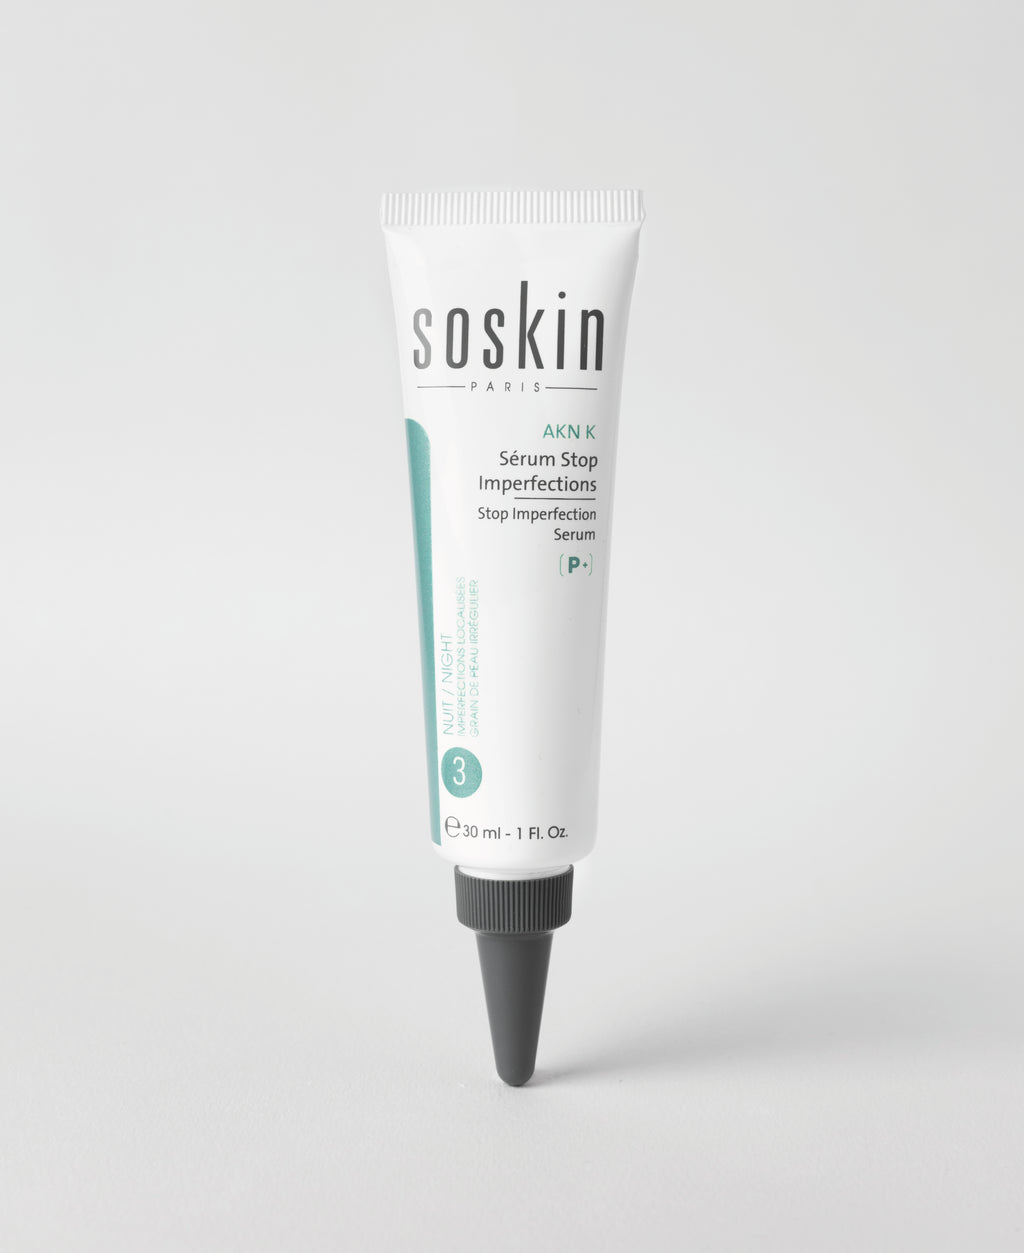 soskin
PARIS
AKN K
Sérum Stop
Imperfections
Stop Imperfection
Serum
[P+]
NUIT / NIGHT
IMPERFECTIONS LOCALISÉES
GRAIN DE PEAU IRRÉGULIER
3
℮30 ml - 1 Fl. Oz.